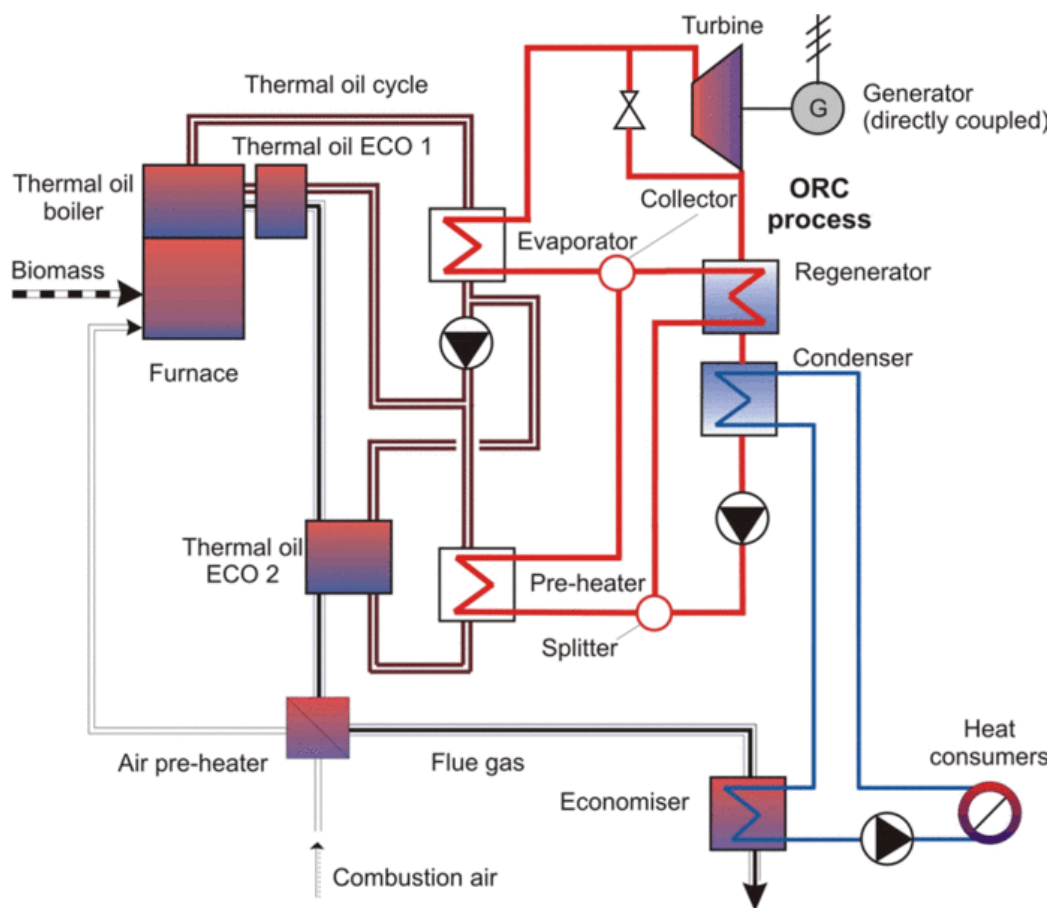 Turbine
Thermal oil cycle
G
Generator
(directly coupled)
Thermal oil ECO 1
Thermal oil
boiler
Collector
ORC
process
Evaporator
Biomass
Regenerator
Furnace
Condenser
Thermal oil
ECO 2
Pre-heater
Splitter
Air pre-heater
Flue gas
Heat
consumers
Economiser
Combustion air